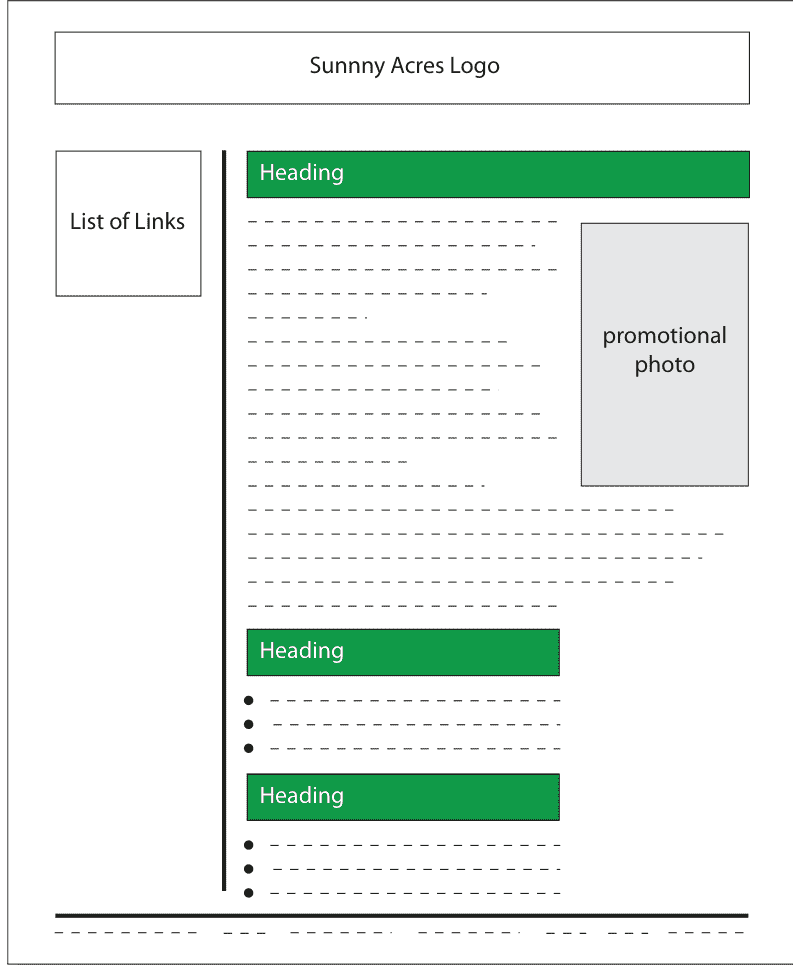 Sunnny Acres Logo
List of Links
Heading
promotional
photo
Heading
Heading